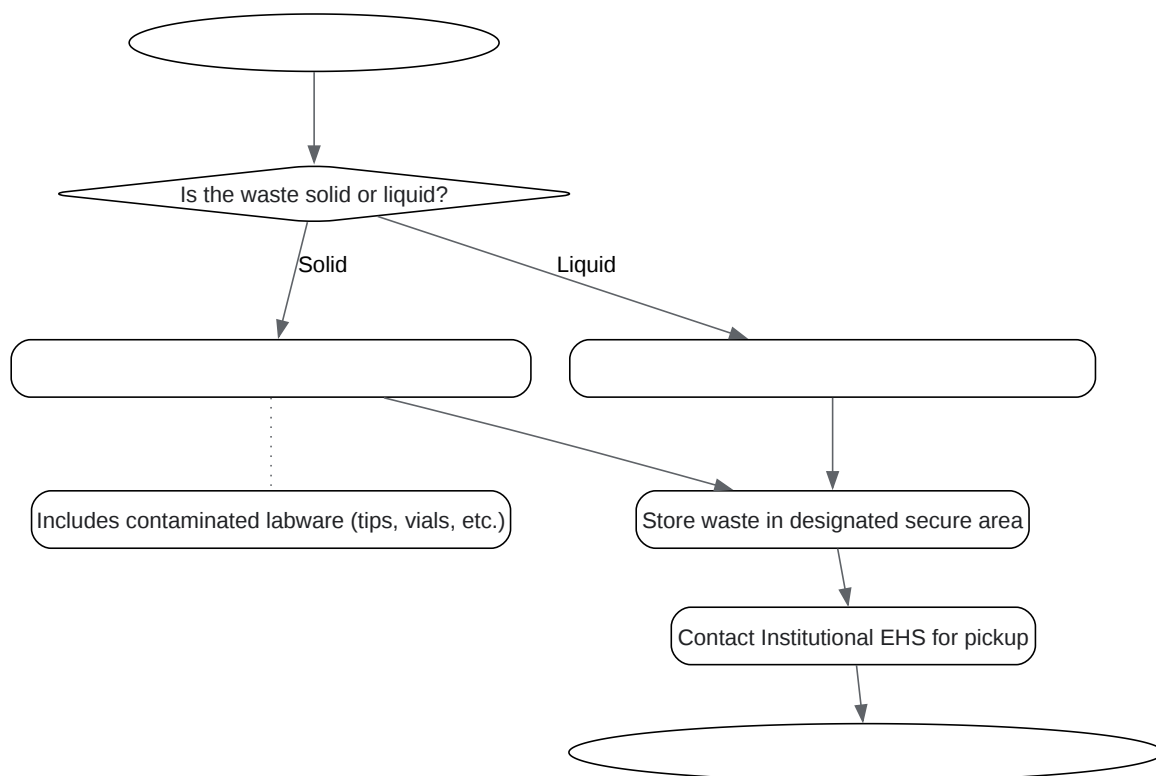 Is the waste solid or liquid?
Solid
Liquid
Includes contaminated labware (tips, vials, etc.)
Store waste in designated secure area
Contact Institutional EHS for pickup